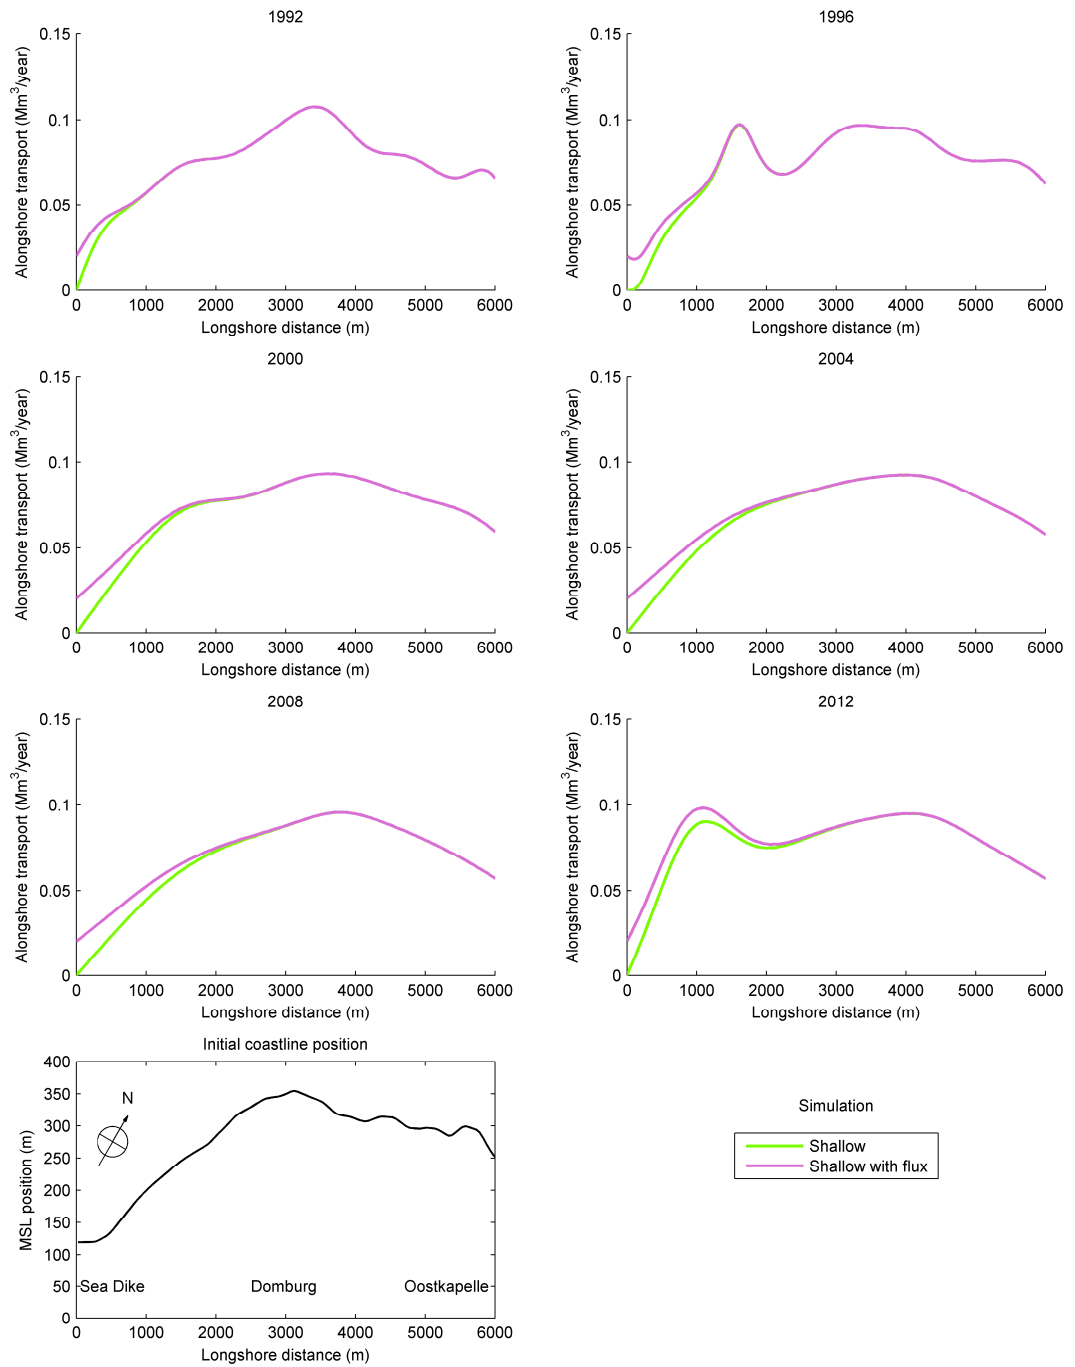 1992
Alongshore transport (Mm3/year)
0.15
0.1
0.05
0
0 1000 2000 3000 4000 5000 6000
Longshore distance (m)
1996
Alongshore transport (Mm3/year)
0.15
0.1
0.05
0
0 1000 2000 3000 4000 5000 6000
Longshore distance (m)
2000
Alongshore transport (Mm3/year)
0.15
0.1
0.05
0
0 1000 2000 3000 4000 5000 6000
Longshore distance (m)
2004
Alongshore transport (Mm3/year)
0.15
0.1
0.05
0
0 1000 2000 3000 4000 5000 6000
Longshore distance (m)
2008
Alongshore transport (Mm3/year)
0.15
0.1
0.05
0
0 1000 2000 3000 4000 5000 6000
Longshore distance (m)
2012
Alongshore transport (Mm3/year)
0.15
0.1
0.05
0
0 1000 2000 3000 4000 5000 6000
Longshore distance (m)
Initial coastline position
MSL position (m)
400
350
300
250
200
150
100
50
0
N
Sea Dike Domburg Oostkapelle
0 1000 2000 3000 4000 5000 6000
Longshore distance (m)
Simulation
Shallow
Shallow with flux